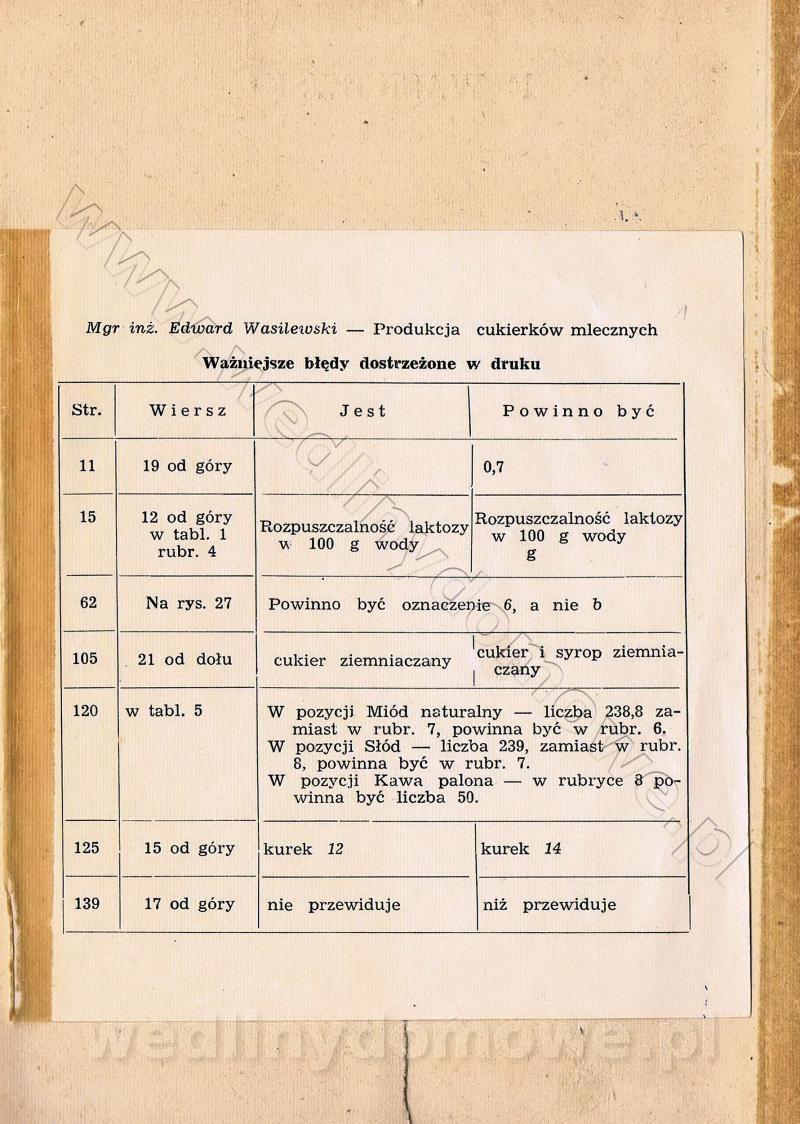 Mgr inż. Edward Wasilewski — Produkcja cukierków mlecznych
Ważniejsze błędy dostrzeżone w druku
Str. Wiersz Jest Powinno być
11 19 od góry 0,7
15 12 od góry w tabl. 1 rubr. 4 Rozpuszczalność laktozy w 100 g wody Rozpuszczalność laktozy w 100 g wody g
62 Na rys. 27 Powinno być oznaczenie 6, a nie b
105 21 od dołu cukier ziemniaczany cukier i syrop ziemnia-
czany
120 w tabl. 5 W pozycji Miód naturalny — liczba 238,8 za-
miast w rubr. 7, powinna być w rubr. 6.
W pozycji Słód — liczba 239, zamiast w rubr.
8, powinna być w rubr. 7.
W pozycji Kawa palona — w rubryce 8 po-
winna być liczba 50.
125 15 od góry kurek 12 kurek 14
139 17 od góry nie przewiduje niż przewiduje
www.wedlinydomowe.pl
wedlinydomowe.pl